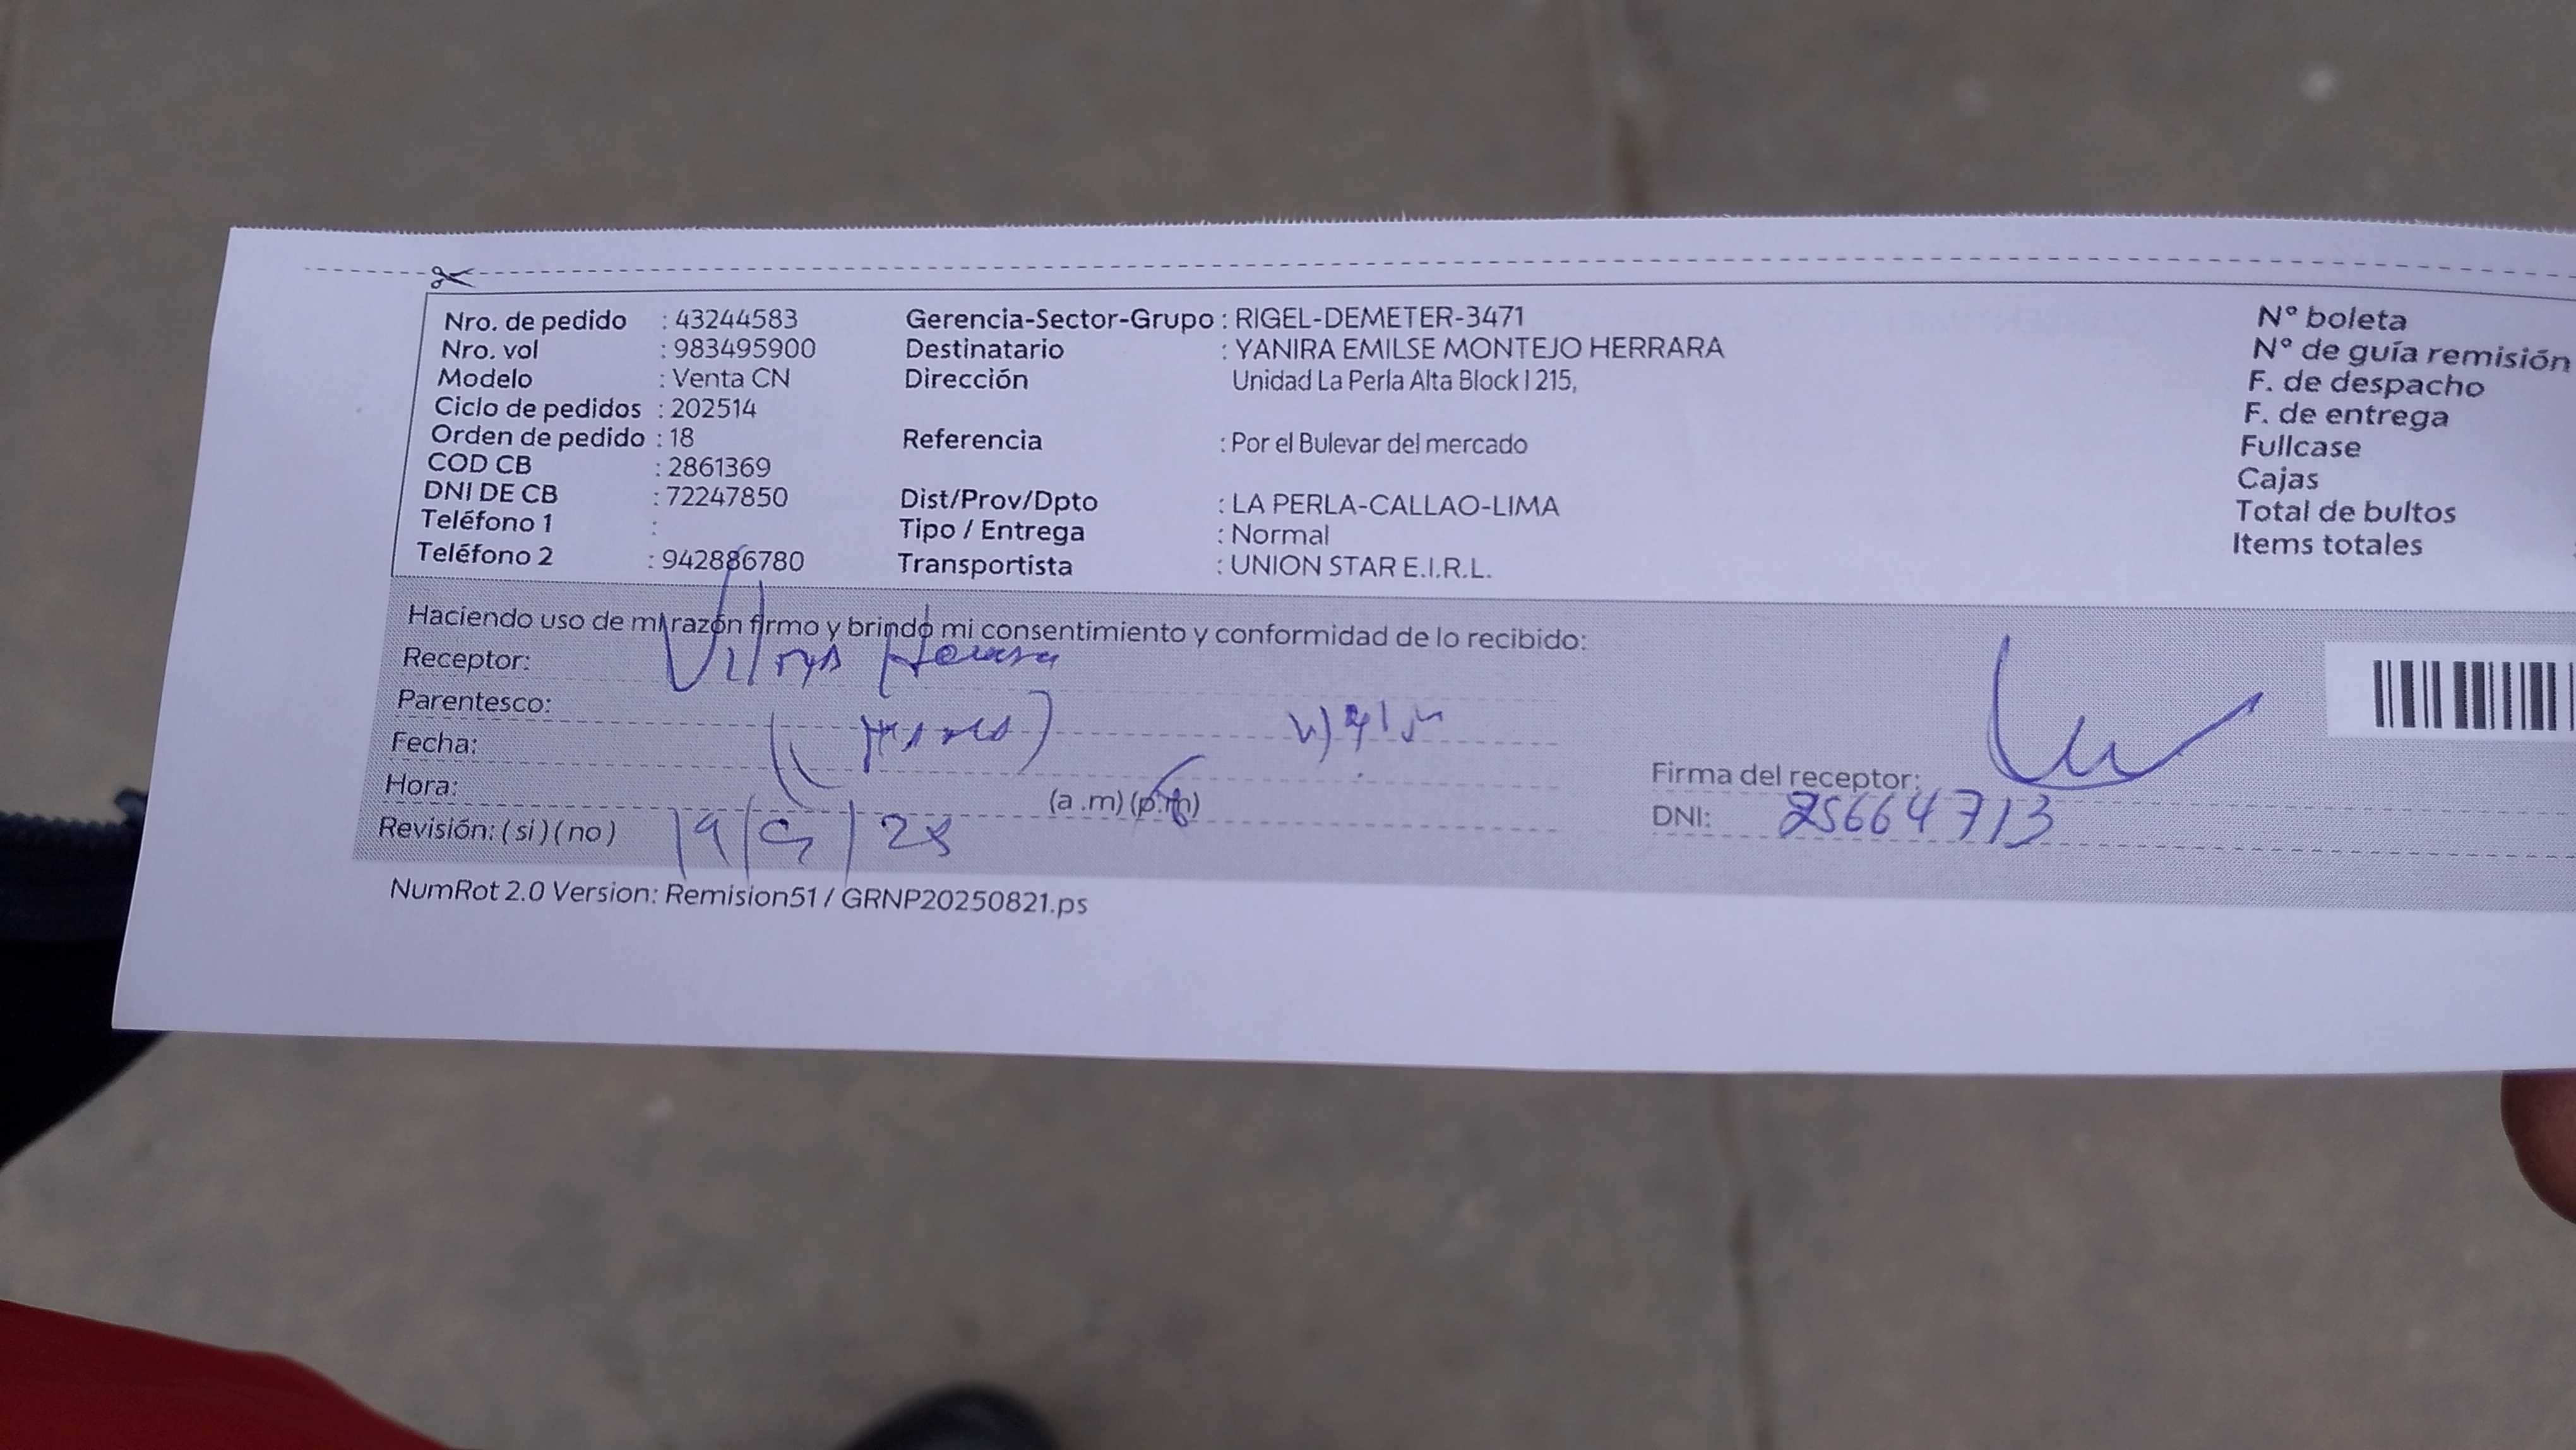 Nro. de pedido : 43244583
Nro. vol : 983495900
Modelo : Venta CN
Ciclo de pedidos : 202514
Orden de pedido : 18
COD CB : 2861369
DNI DE CB : 72247850
Teléfono 1 :
Teléfono 2 : 942886780
Gerencia-Sector-Grupo : RIGEL-DEMETER-3471
Destinatario : YANIRA EMILSE MONTEJO HERRARA
Dirección Unidad La Perla Alta Block I 215,
Referencia : Por el Bulevar del mercado
Dist/Prov/Dpto : LA PERLA-CALLAO-LIMA
Tipo / Entrega : Normal
Transportista : UNION STAR E.I.R.L.
N° boleta
N° de guía remisión
F. de despacho
F. de entrega
Fullcase
Cajas
Total de bultos
Items totales
Haciendo uso de mi razón firmo y brindo mi consentimiento y conformidad de lo recibido:
Receptor:
Parentesco:
Fecha:
Hora: (a .m) (p.m)
Revisión: ( si ) ( no )
Firma del receptor:
DNI: 25664713
NumRot 2.0 Version: Remision51 / GRNP20250821.ps